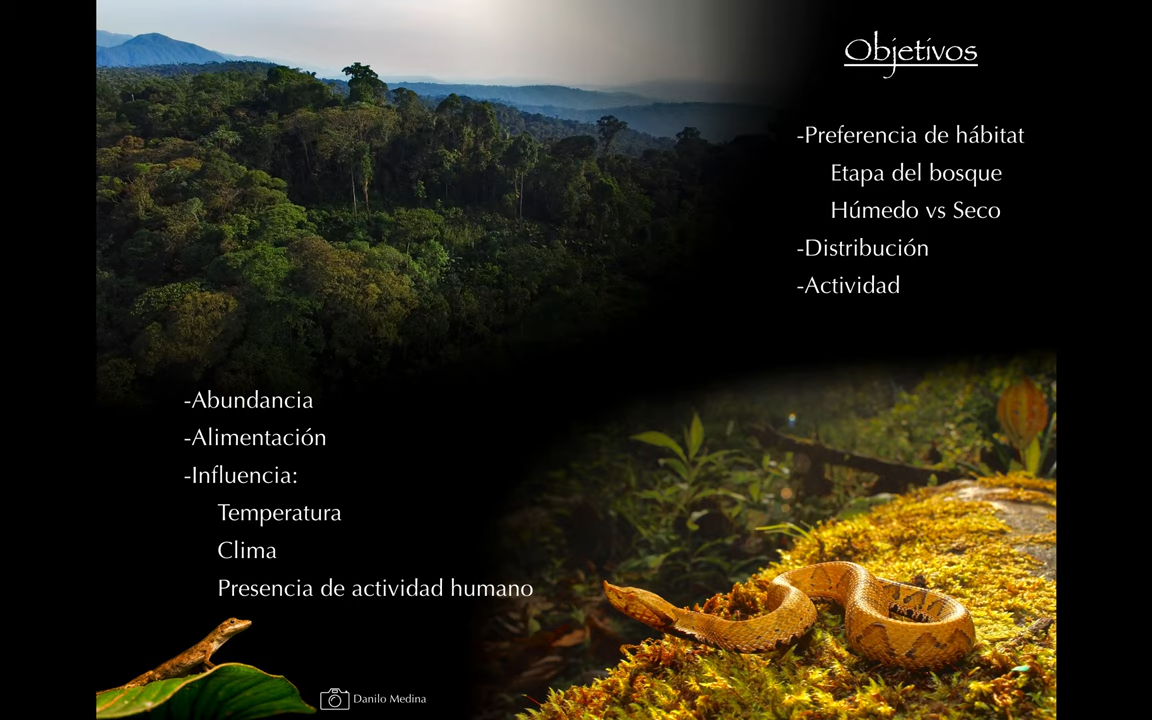 Objetivos
-Preferencia de hábitat
Etapa del bosque
Húmedo vs Seco
-Distribución
-Actividad
-Abundancia
-Alimentación
-Influencia:
Temperatura
Clima
Presencia de actividad humano
Danilo Medina